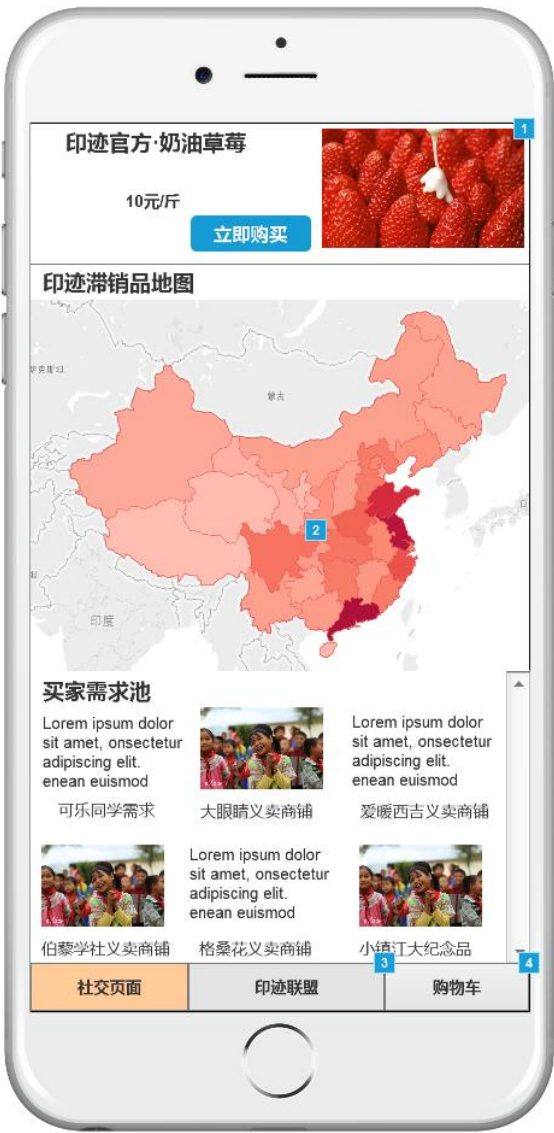 1
印迹官方·奶油草莓
10元/斤
立即购买
印迹滞销品地图
蒙古
2
印度
买家需求池
Lorem ipsum dolor
sit amet, onsectetur
adipiscing elit.
enean euismod
可乐同学需求
大眼睛义卖商铺
Lorem ipsum dolor
sit amet, onsectetur
adipiscing elit.
enean euismod
爱暖西吉义卖商铺
伯藜学社义卖商铺
Lorem ipsum dolor
sit amet, onsectetur
adipiscing elit.
enean euismod
格桑花义卖商铺
小镇江大纪念品
3
4
社交页面
印迹联盟
购物车